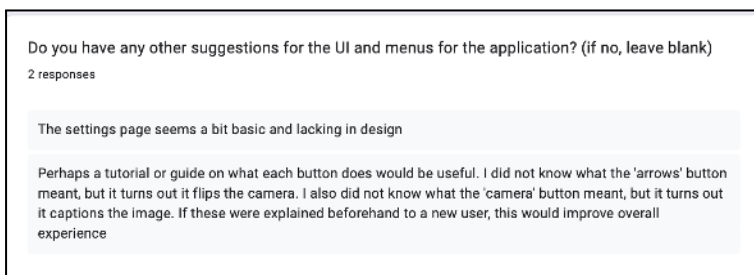 Do you have any other suggestions for the UI and menus for the application? (if no, leave blank)
2 responses
The settings page seems a bit basic and lacking in design
Perhaps a tutorial or guide on what each button does would be useful. I did not know what the 'arrows' button
meant, but it turns out it flips the camera. I also did not know what the 'camera' button meant, but it turns out
it captions the image. If these were explained beforehand to a new user, this would improve overall
experience